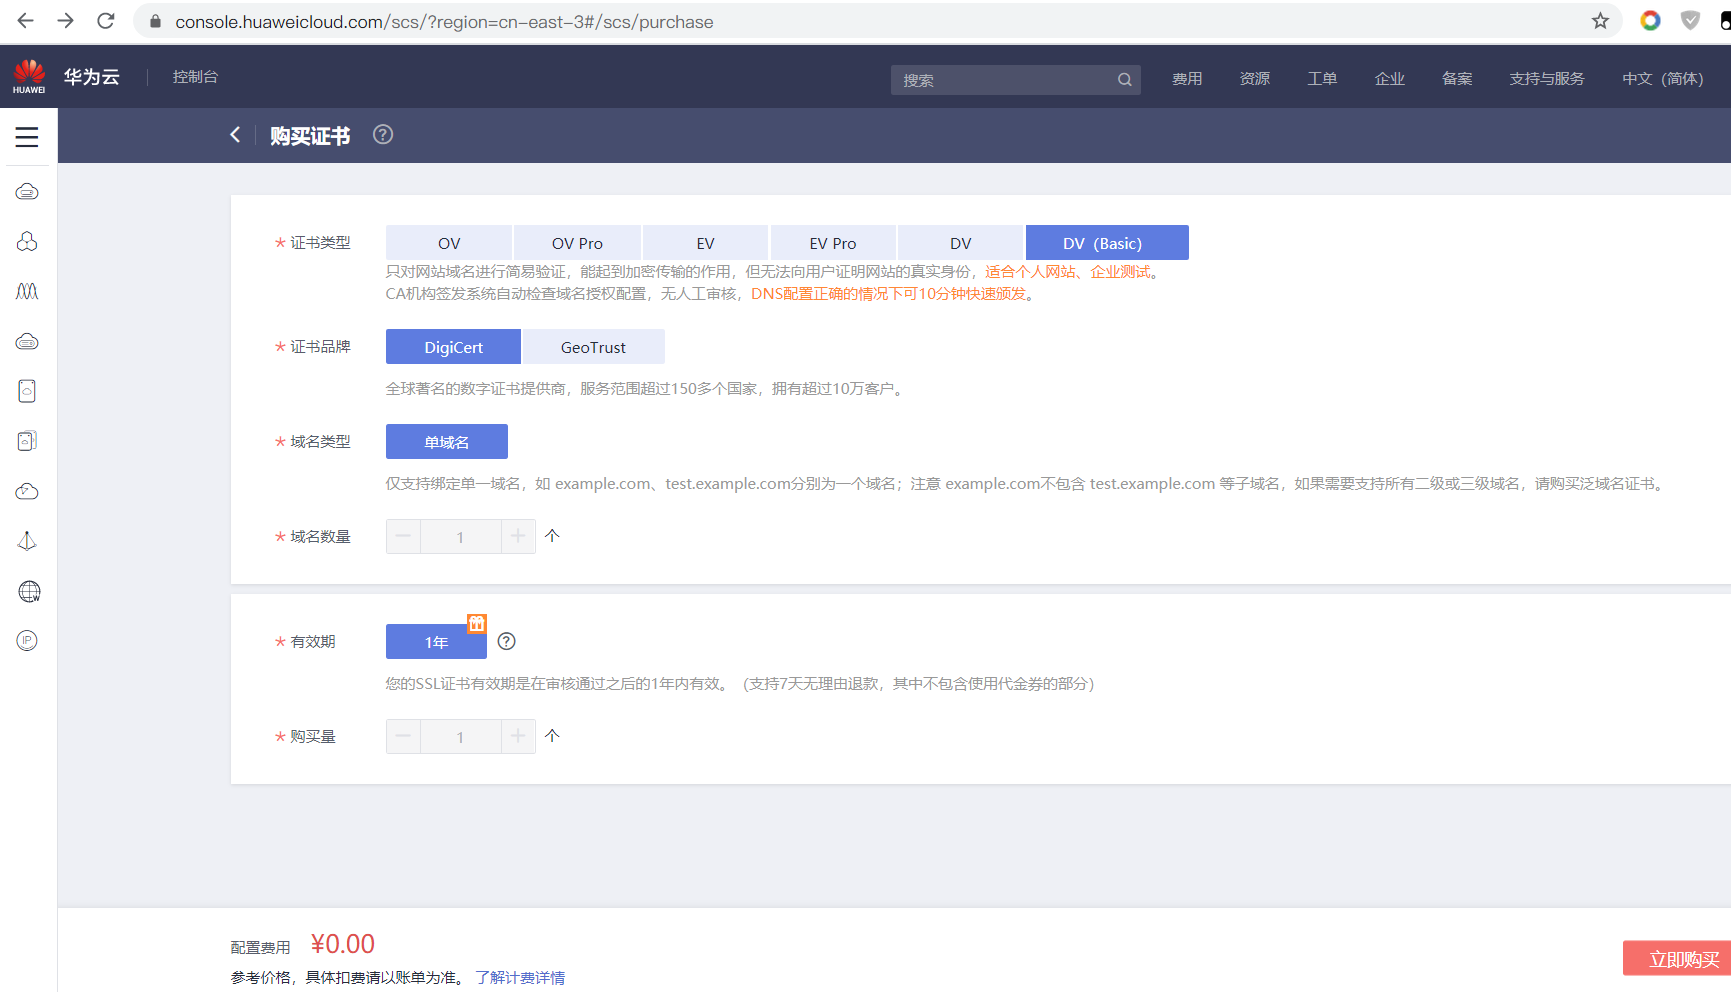 console.huaweicloud.com/scs/?region=cn-east-3#/scs/purchase
HUAWEI
华为云
控制台
搜索
费用
资源
工单
企业
备案
支持与服务
中文（简体）
购买证书
* 证书类型
OV
OV Pro
EV
EV Pro
DV
DV（Basic）
只对网站域名进行简易验证，能起到加密传输的作用，但无法向用户证明网站的真实身份，适合个人网站、企业测试。
CA机构签发系统自动检查域名授权配置，无人工审核，DNS配置正确的情况下可10分钟快速颁发。
* 证书品牌
DigiCert
GeoTrust
全球著名的数字证书提供商，服务范围超过150多个国家，拥有超过10万客户。
* 域名类型
单域名
仅支持绑定单一域名，如 example.com、test.example.com分别为一个域名；注意 example.com不包含 test.example.com 等子域名，如果需要支持所有二级或三级域名，请购买泛域名证书。
* 域名数量
1
个
* 有效期
1年
您的SSL证书有效期是在审核通过之后的1年内有效。（支持7天无理由退款，其中不包含使用代金券的部分）
* 购买量
1
个
IP
W
配置费用 ¥0.00
参考价格，具体扣费请以账单为准。 了解计费详情
立即购买